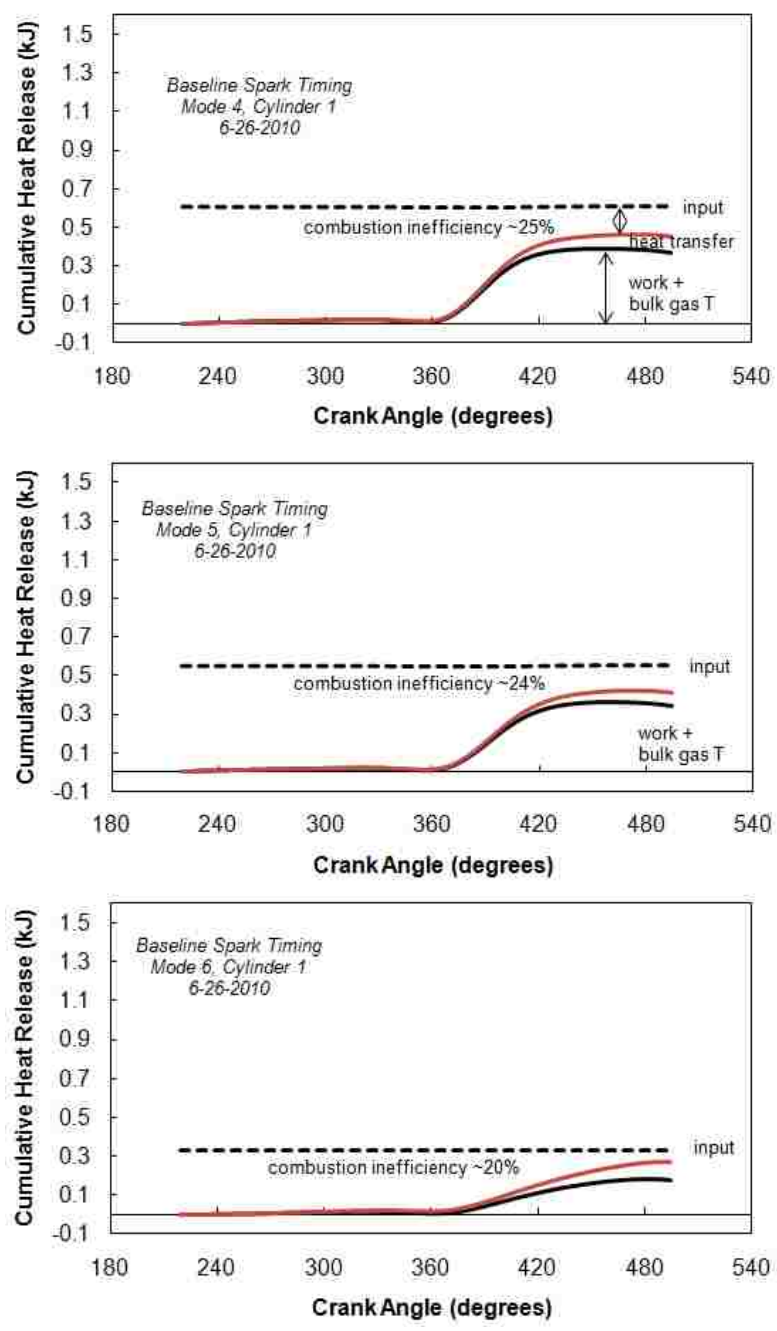 Cumulative Heat Release (kJ)
1.5
1.3
1.1
0.9
0.7
0.5
0.3
0.1
-0.1
Baseline Spark Timing
Mode 4, Cylinder 1
6-26-2010
input
combustion inefficiency ~25%
heat transfer
work +
bulk gas T
180 240 300 360 420 480 540
Crank Angle (degrees)
Cumulative Heat Release (kJ)
1.5
1.3
1.1
0.9
0.7
0.5
0.3
0.1
-0.1
Baseline Spark Timing
Mode 5, Cylinder 1
6-26-2010
input
combustion inefficiency ~24%
work +
bulk gas T
180 240 300 360 420 480 540
Crank Angle (degrees)
Cumulative Heat Release (kJ)
1.5
1.3
1.1
0.9
0.7
0.5
0.3
0.1
-0.1
Baseline Spark Timing
Mode 6, Cylinder 1
6-26-2010
input
combustion inefficiency ~20%
180 240 300 360 420 480 540
Crank Angle (degrees)